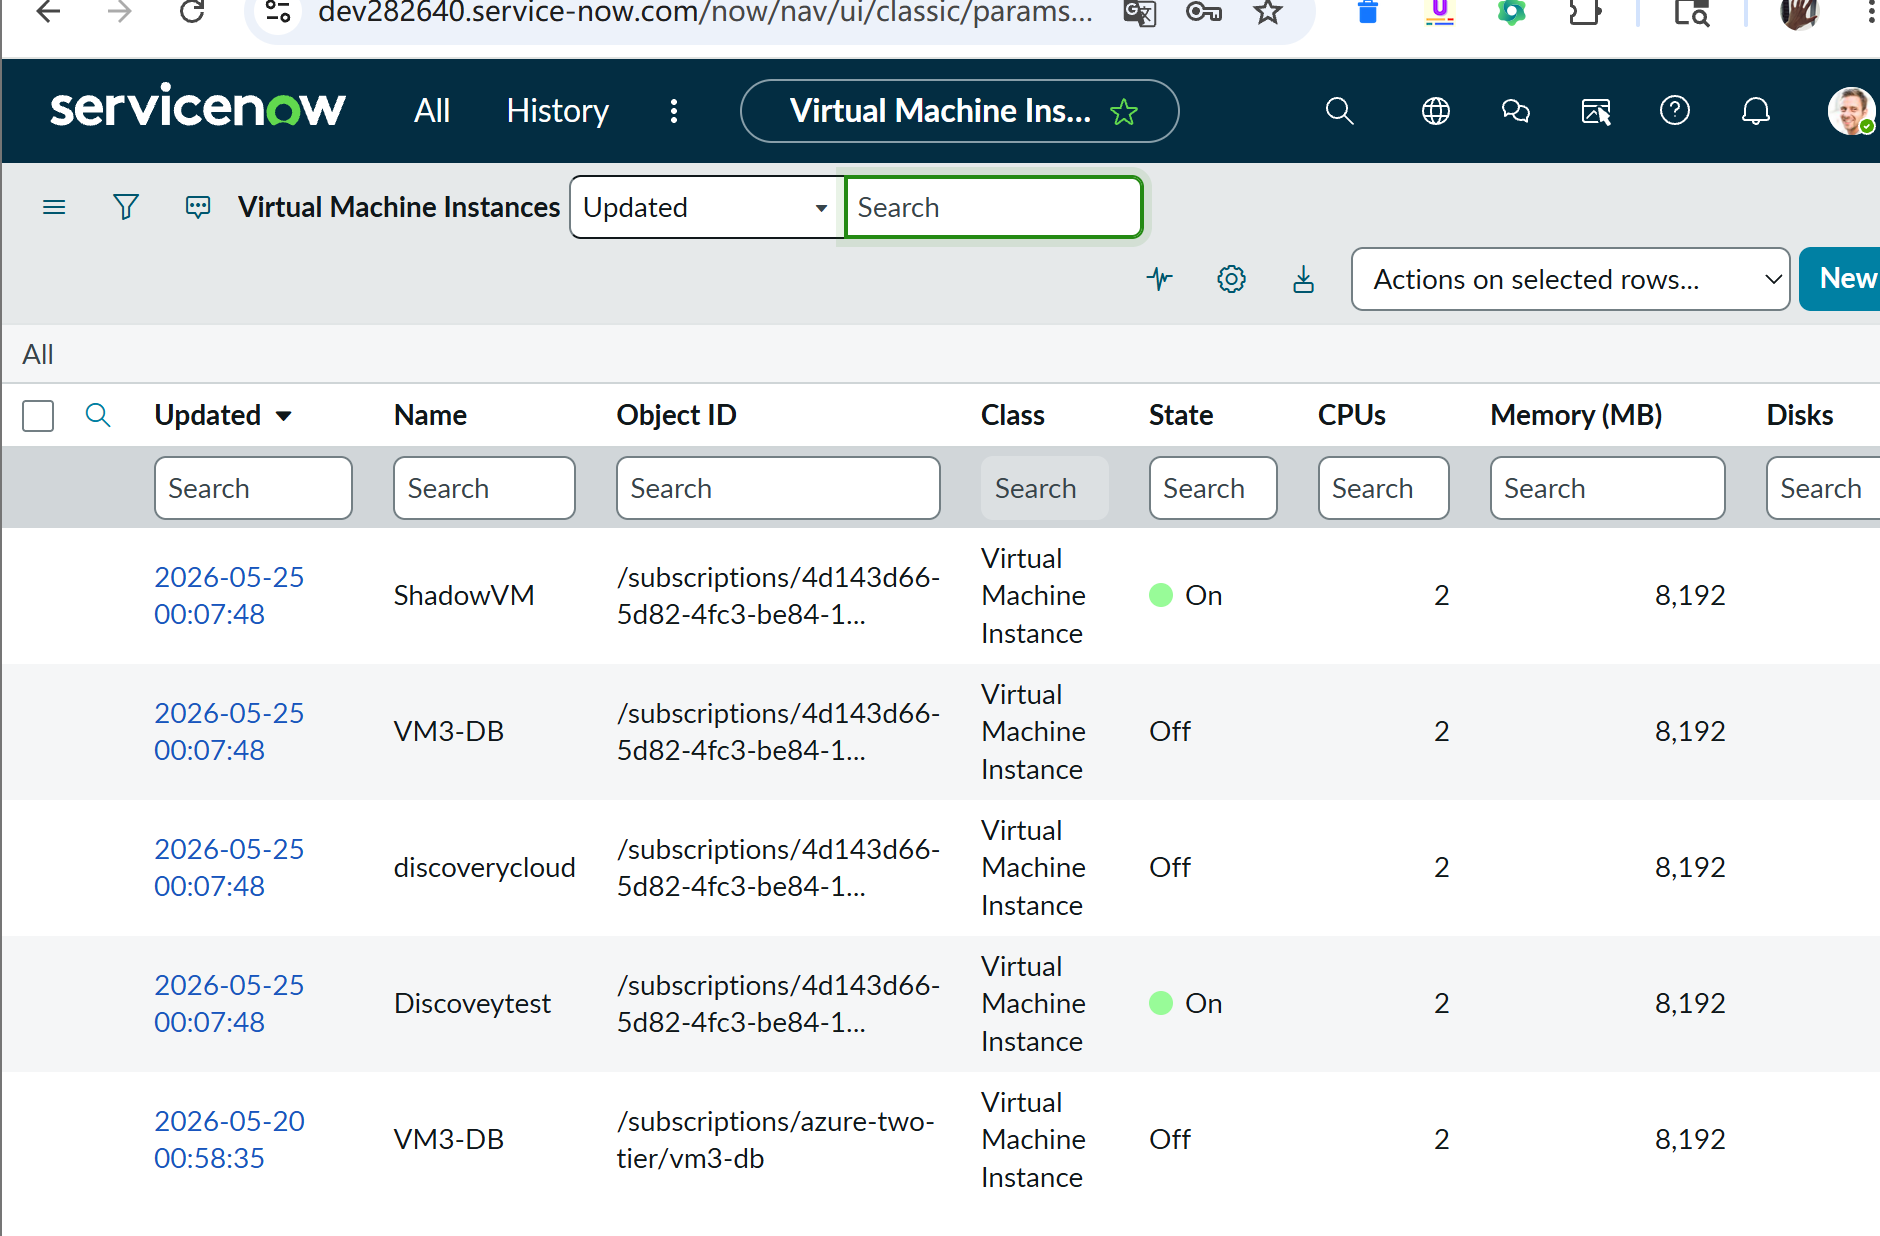 dev282640.service-now.com/now/nav/ui/classic/params...
servicenow
All
History
Virtual Machine Ins...
Virtual Machine Instances
Updated
Search
Actions on selected rows...
New
All
Updated
Name
Object ID
Class
State
CPUs
Memory (MB)
Disks
Search
Search
Search
Search
Search
Search
Search
Search
2026-05-25
00:07:48
ShadowVM
/subscriptions/4d143d66-
5d82-4fc3-be84-1...
Virtual
Machine
Instance
On
2
8,192
2026-05-25
00:07:48
VM3-DB
/subscriptions/4d143d66-
5d82-4fc3-be84-1...
Virtual
Machine
Instance
Off
2
8,192
2026-05-25
00:07:48
discoverycloud
/subscriptions/4d143d66-
5d82-4fc3-be84-1...
Virtual
Machine
Instance
Off
2
8,192
2026-05-25
00:07:48
Discoveytest
/subscriptions/4d143d66-
5d82-4fc3-be84-1...
Virtual
Machine
Instance
On
2
8,192
2026-05-20
00:58:35
VM3-DB
/subscriptions/azure-two-
tier/vm3-db
Virtual
Machine
Instance
Off
2
8,192